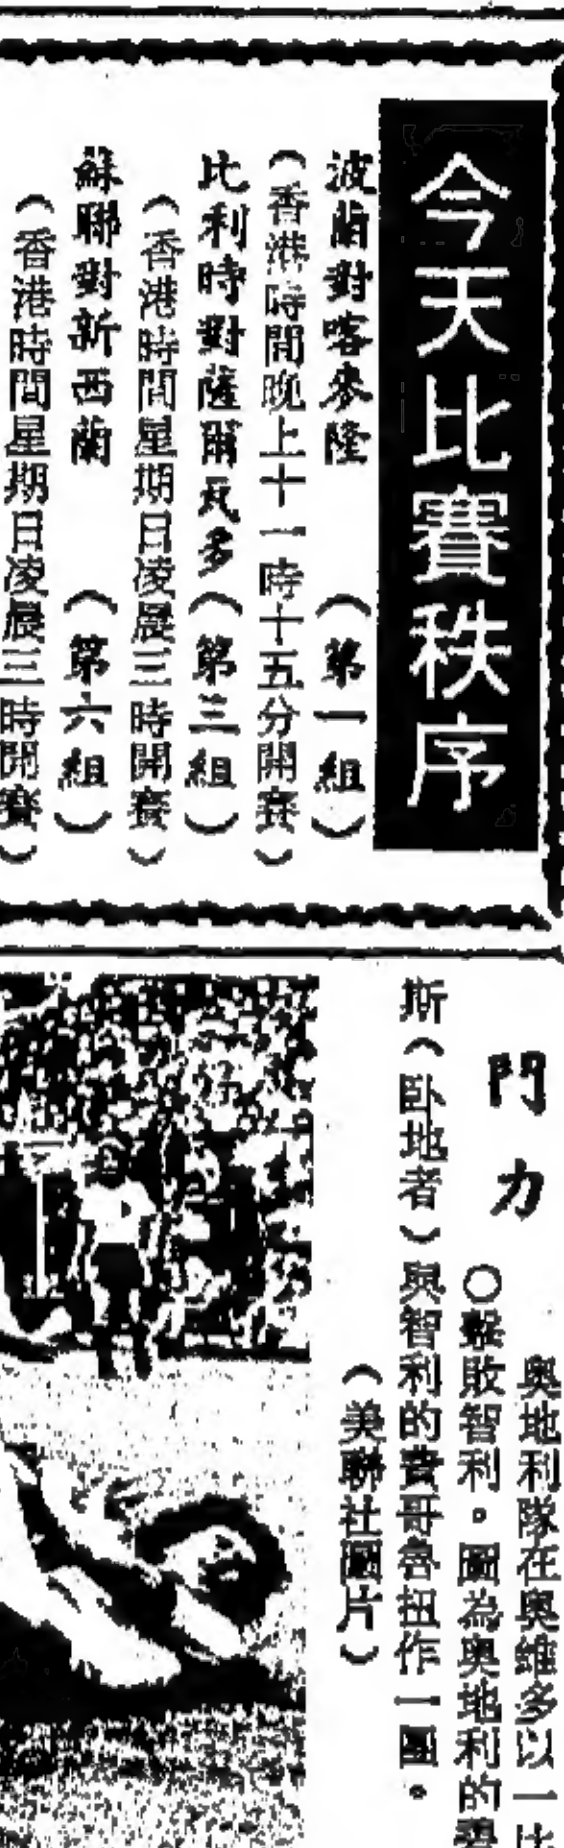 今天比賽秩序
波蘭對喀麥隆（第一組）
（香港時間晚上十一時十五分開賽）
比利時對薩爾瓦多（第三組）
（香港時間星期日凌晨三時開賽）
蘇聯對新西蘭（第六組）
（香港時間星期日凌晨三時開賽）
門力
奧地利隊在奧維多以一比
○擊敗智利。圖為奧地利的
斯（卧地者）與智利的費哥魯扭作一團。
（美聯社圖片）